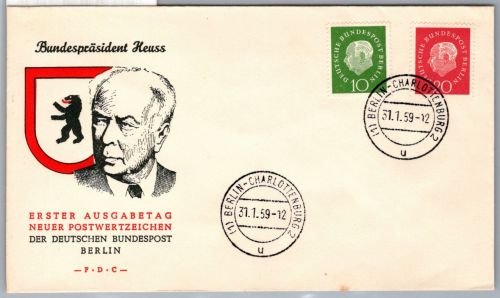 Bundespräsident Heuss
ERSTER AUSGABETAG
NEUER POSTWERTZEICHEN
DER DEUTSCHEN BUNDESPOST
BERLIN
— F·D·C —
DEUTSCHE BUNDESPOST BERLIN
10
DEUTSCHE BUNDESPOST BERLIN
20
(1) BERLIN-CHARLOTTENBURG 2
31.1.59-12
u
(1) BERLIN-CHARLOTTENBURG 2
31.1.59-12
u